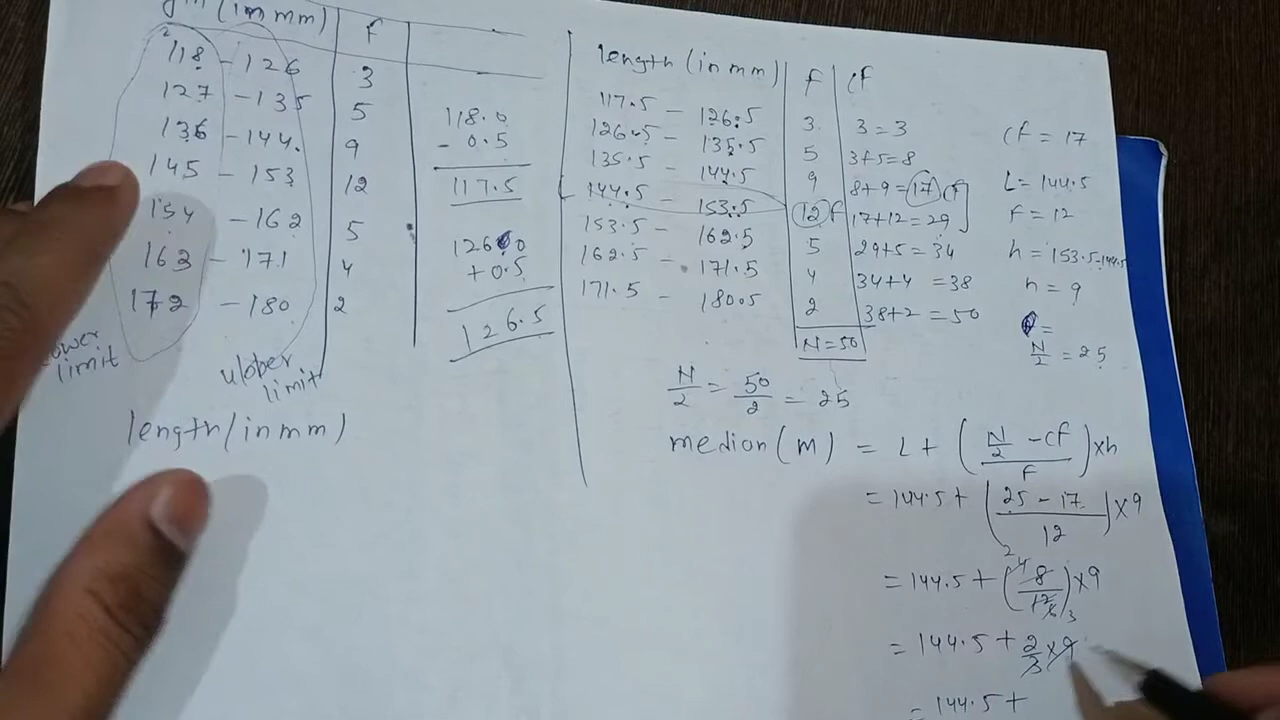 (in mm) f
118 - 126 3
127 - 135 5
136 - 144. 9
145 - 153 12
154 - 162 5
163 - 171 4
172 - 180 2
limit
limit
length (in mm)
118.0
- 0.5
117.5
+ 0.5
126.5
length (in mm) f cf
117.5 - 126.5 3 3 = 3
126.5 - 135.5 5 3+5 = 8
135.5 - 144.5 9 8+9 = 17 cf
144.5 - 153.5 12 f 17+12 = 29
153.5 - 162.5 5 29+5 = 34
162.5 - 171.5 4 34+4 = 38
171.5 - 180.5 2 38+2 = 50
N = 50
cf = 17
L = 144.5
f = 12
h = 153.5-144.5
h = 9
=
N/2 = 25
N/2 = 50/2 = 25
median (m) = L + (N/2 - cf / f) × h
= 144.5 + (25 - 17 / 12) × 9
= 144.5 + (8/12) × 9
= 144.5 + 2/3 × 9
= 144.5 +